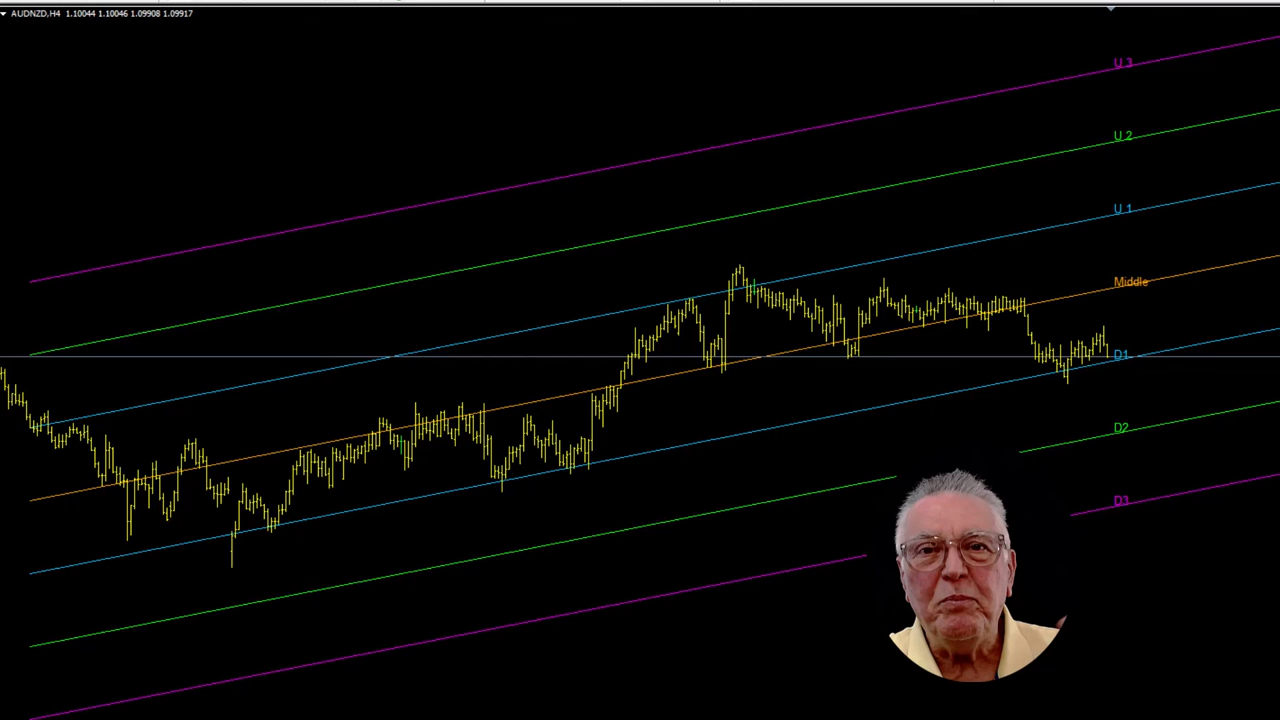 AUDNZD,H4 1.10044 1.10046 1.09908 1.09917
U 3
U 2
U 1
Middle
D1
D2
D3